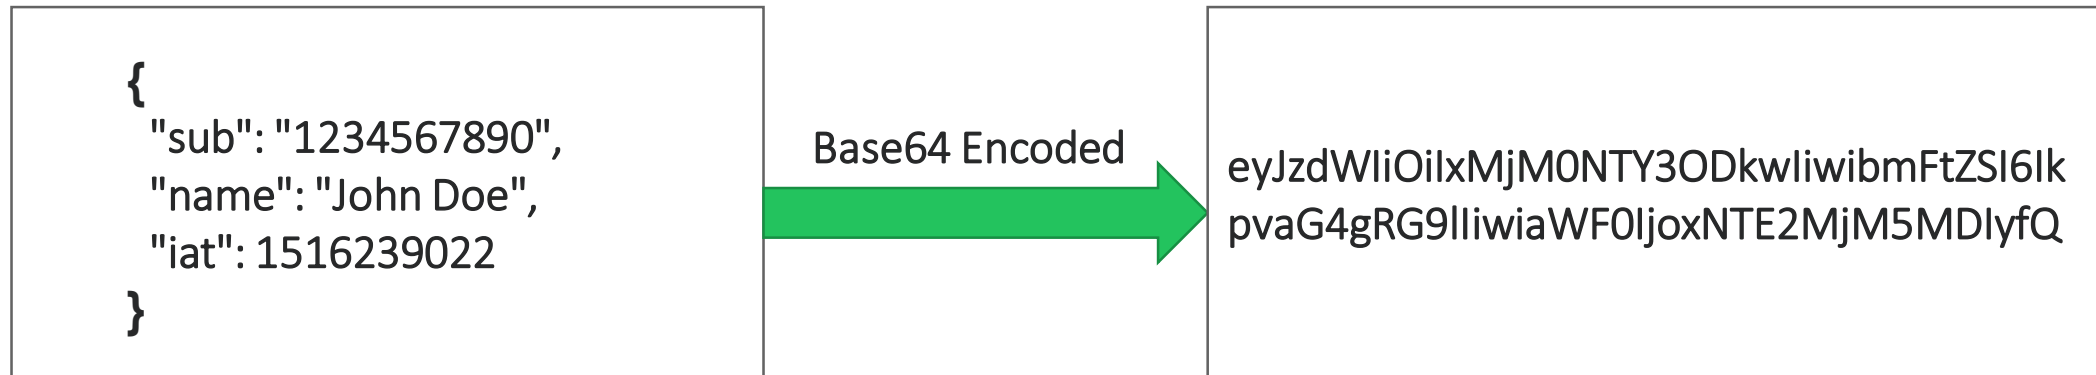 {
"sub": "1234567890",
"name": "John Doe",
"iat": 1516239022
}
Base64 Encoded
eyJzdWIiOiIxMjM0NTY3ODkwIiwibmFtZSI6Ik
pvaG4gRG9lIiwiaWF0IjoxNTE2MjM5MDIyfQ